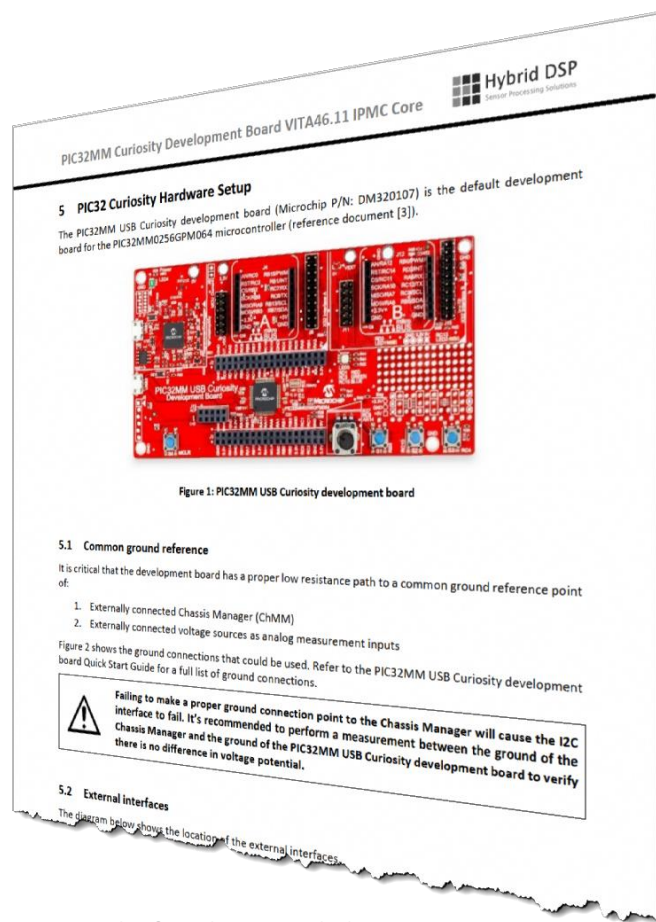 Hybrid DSP
Sensor Processing Solutions
PIC32MM Curiosity Development Board VITA46.11 IPMC Core
5 PIC32 Curiosity Hardware Setup
The PIC32MM USB Curiosity development board (Microchip P/N: DM320107) is the default development
board for the PIC32MM0256GPM064 microcontroller (reference document [3]).
A
B
PIC32MM USB Curiosity
Development Board
MICROCHIP
Figure 1: PIC32MM USB Curiosity development board
5.1 Common ground reference
It is critical that the development board has a proper low resistance path to a common ground reference point
of:
1. Externally connected Chassis Manager (ChMM)
2. Externally connected voltage sources as analog measurement inputs
Figure 2 shows the ground connections that could be used. Refer to the PIC32MM USB Curiosity development
board Quick Start Guide for a full list of ground connections.
Failing to make a proper ground connection point to the Chassis Manager will cause the I2C
interface to fail. It's recommended to perform a measurement between the ground of the
Chassis Manager and the ground of the PIC32MM USB Curiosity development board to verify
there is no difference in voltage potential.
5.2 External interfaces
The diagram below shows the location of the external interfaces.